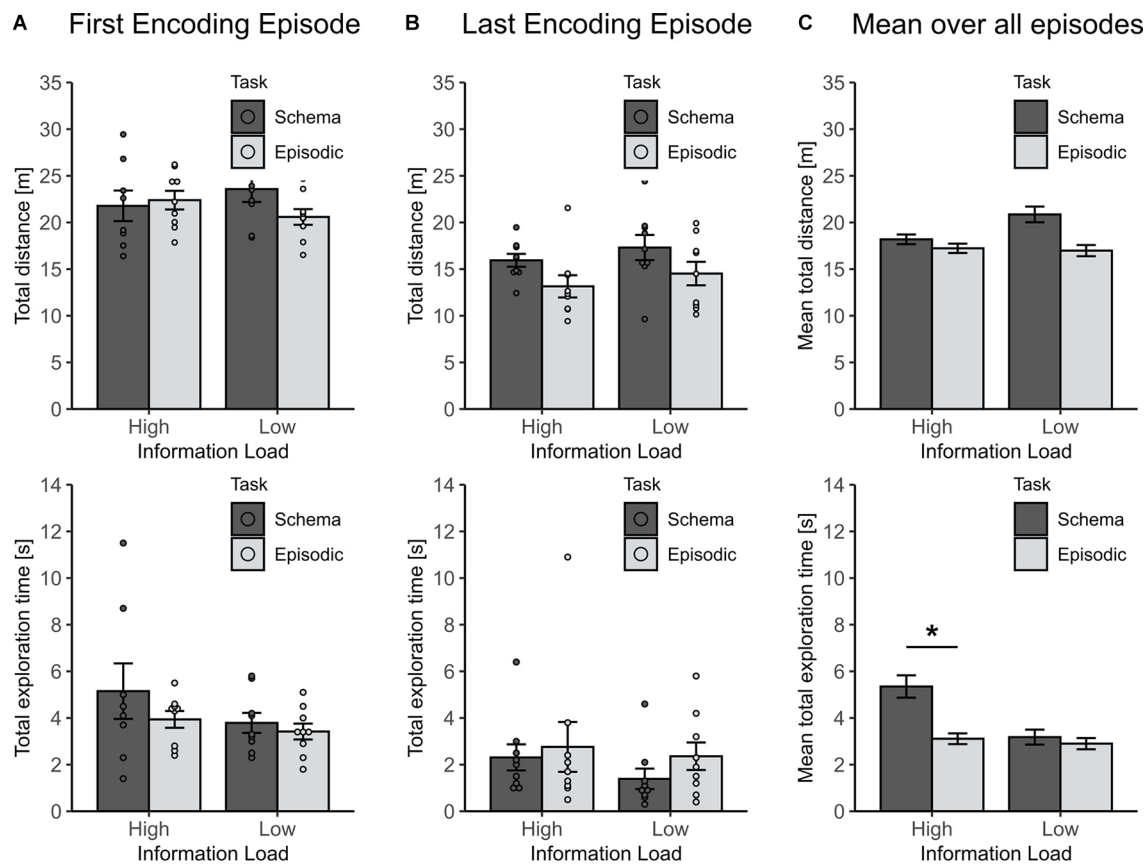 A First Encoding Episode
B Last Encoding Episode
C Mean over all episodes
Total distance [m]
35
30
25
20
15
10
5
0
Task
Schema
Episodic
High Low
Information Load
Total distance [m]
35
30
25
20
15
10
5
0
Task
Schema
Episodic
High Low
Information Load
Mean total distance [m]
35
30
25
20
15
10
5
0
Task
Schema
Episodic
High Low
Information Load
Total exploration time [s]
14
12
10
8
6
4
2
0
Task
Schema
Episodic
High Low
Information Load
Total exploration time [s]
14
12
10
8
6
4
2
0
Task
Schema
Episodic
High Low
Information Load
Mean total exploration time [s]
14
12
10
8
6
4
2
0
Task
Schema
Episodic
*
High Low
Information Load